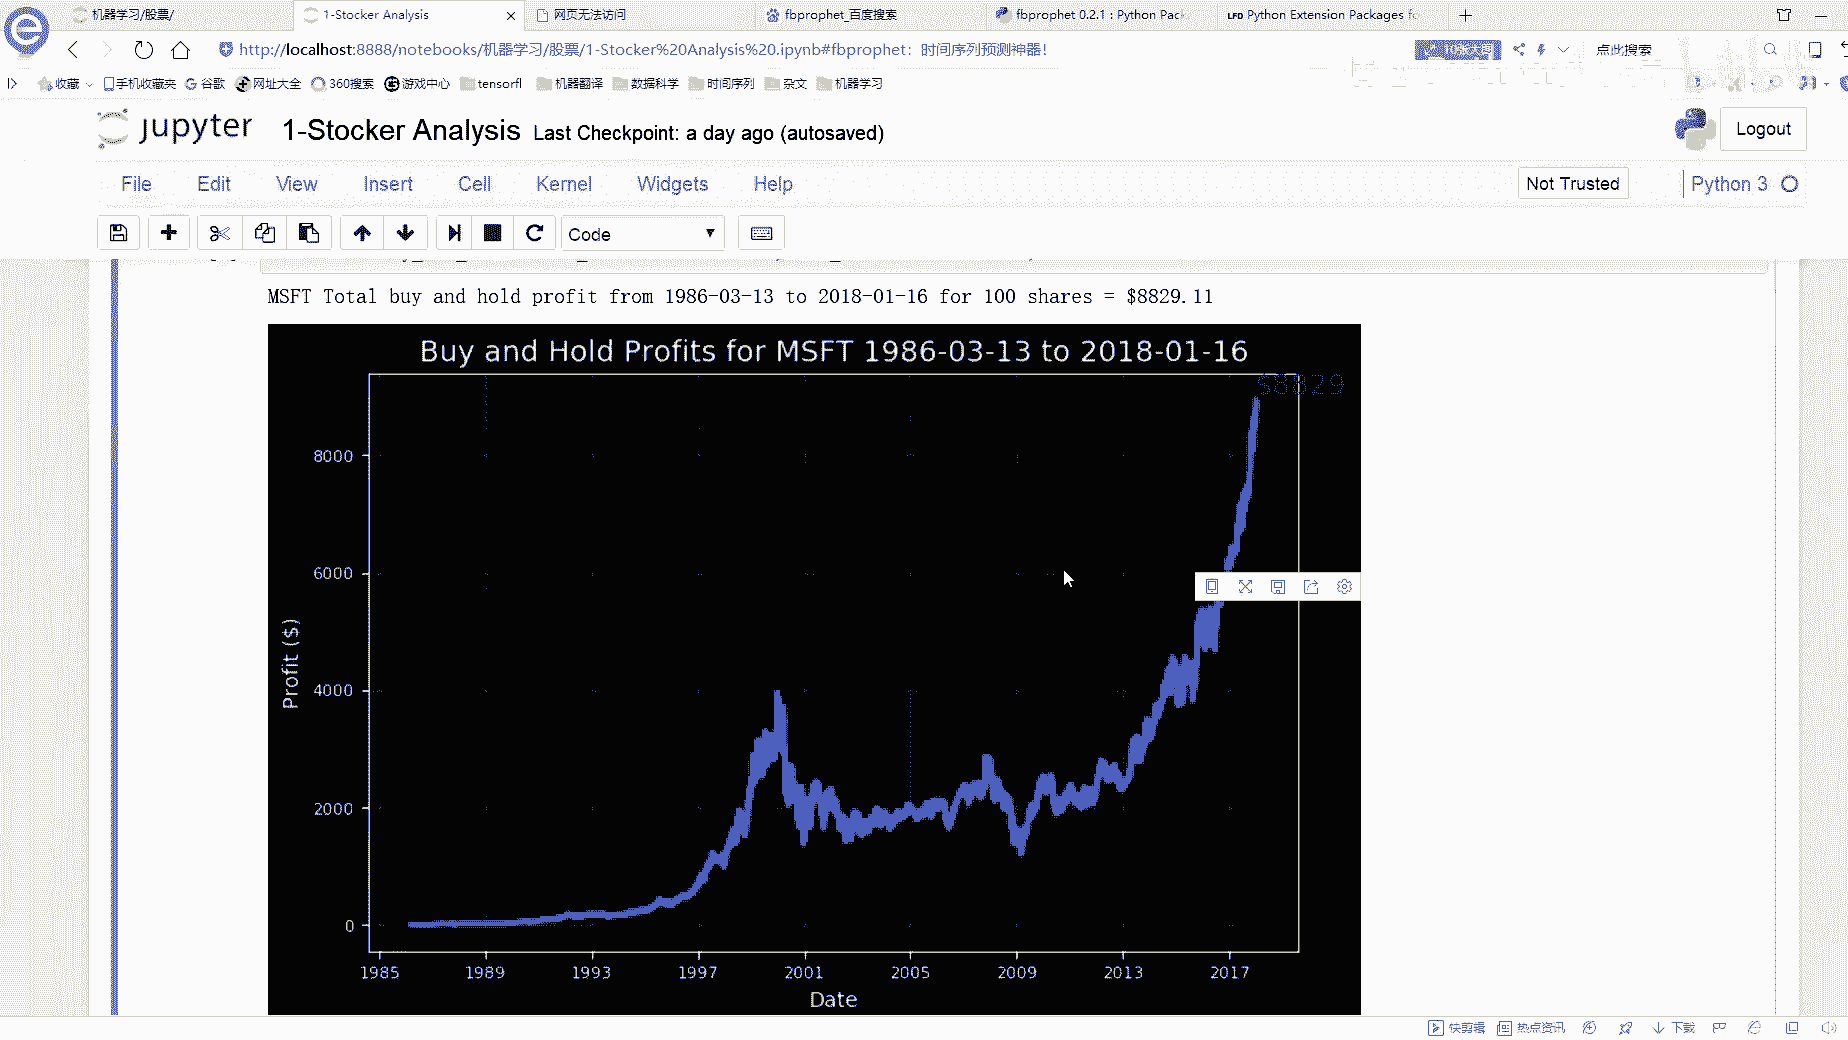 机器学习/股票/
1-Stocker Analysis
网页无法访问
fbprophet_百度搜索
fbprophet 0.2.1 : Python Pack
LFD Python Extension Packages fo
http://localhost:8888/notebooks/机器学习/股票/1-Stocker%20Analysis%20.ipynb#fbprophet：时间序列预测神器！
点此搜索
收藏
手机收藏夹
谷歌
网址大全
360搜索
游戏中心
tensorfl
机器翻译
数据科学
时间序列
杂文
机器学习
jupyter
1-Stocker Analysis
Last Checkpoint: a day ago (autosaved)
Logout
File
Edit
View
Insert
Cell
Kernel
Widgets
Help
Not Trusted
Python 3
Code
MSFT Total buy and hold profit from 1986-03-13 to 2018-01-16 for 100 shares = $8829.11
Buy and Hold Profits for MSFT 1986-03-13 to 2018-01-16
$8829
8000
6000
4000
2000
0
Profit ($)
1985
1989
1993
1997
2001
2005
2009
2013
2017
Date
快剪辑
热点资讯
下载